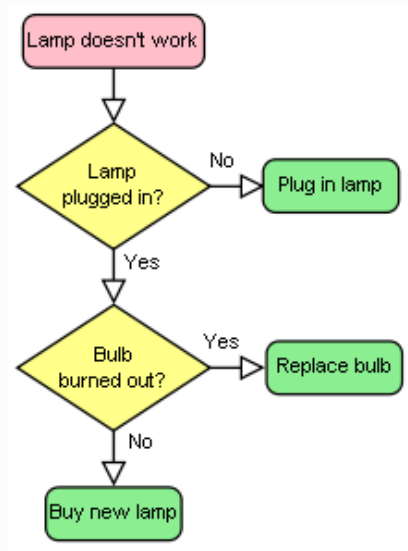 Lamp doesn't work
Lamp
plugged in?
No
Plug in lamp
Yes
Bulb
burned out?
Yes
Replace bulb
No
Buy new lamp